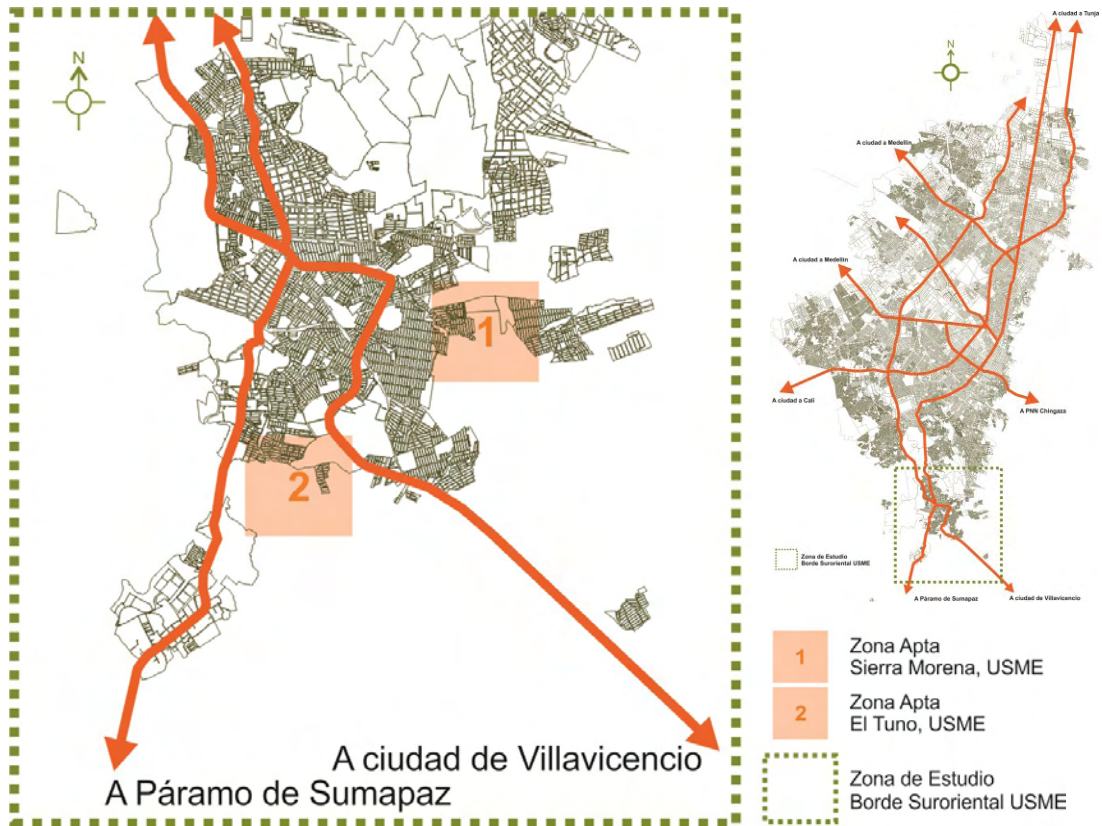 N
1
2
A ciudad de Villavicencio
A Páramo de Sumapaz
A ciudad a Tunja
N
A ciudad a Medellín
A ciudad a Medellín
A ciudad a Cali
A PNN Chingaza
Zona de Estudio
Borde Suroriental USME
A Páramo de Sumapaz
A ciudad de Villavicencio
1
Zona Apta
Sierra Morena, USME
2
Zona Apta
El Tuno, USME
Zona de Estudio
Borde Suroriental USME